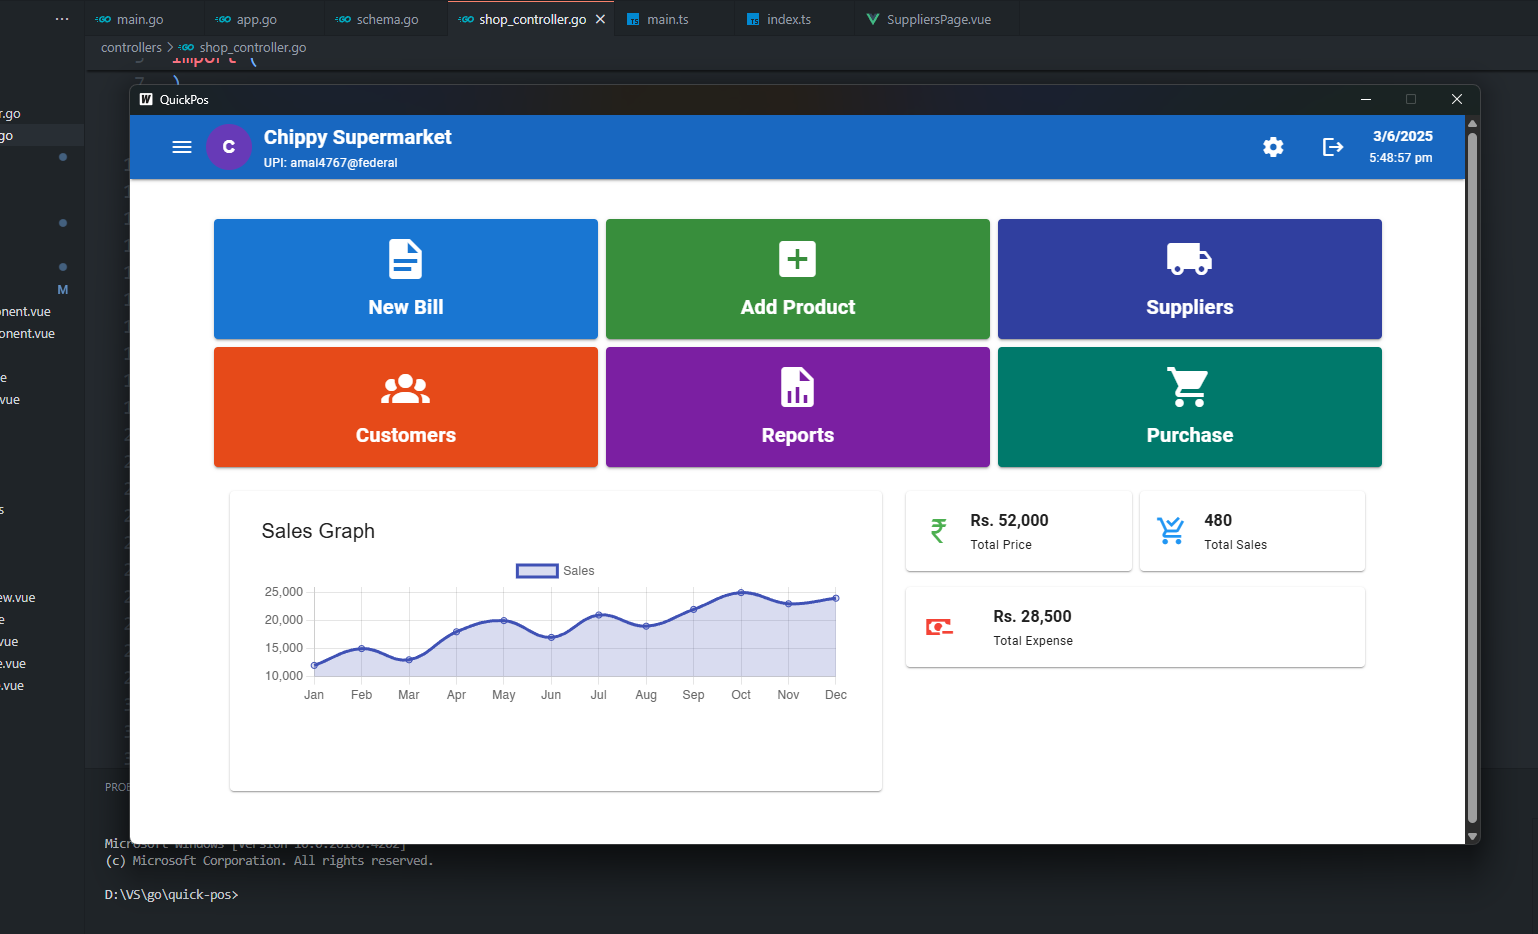 main.go
app.go
schema.go
shop_controller.go
main.ts
index.ts
SuppliersPage.vue
controllers > shop_controller.go
import (
)
QuickPos
C
Chippy Supermarket
UPI: amal4767@federal
3/6/2025
5:48:57 pm
New Bill
Add Product
Suppliers
Customers
Reports
Purchase
Sales Graph
Sales
25,000
20,000
15,000
10,000
Jan Feb Mar Apr May Jun Jul Aug Sep Oct Nov Dec
Rs. 52,000
Total Price
480
Total Sales
Rs. 28,500
Total Expense
r.go
go
M
nent.vue
onent.vue
e
vue
s
ew.vue
e
vue
e.vue
.vue
PROB
(c) Microsoft Corporation. All rights reserved.
D:\VS\go\quick-pos>